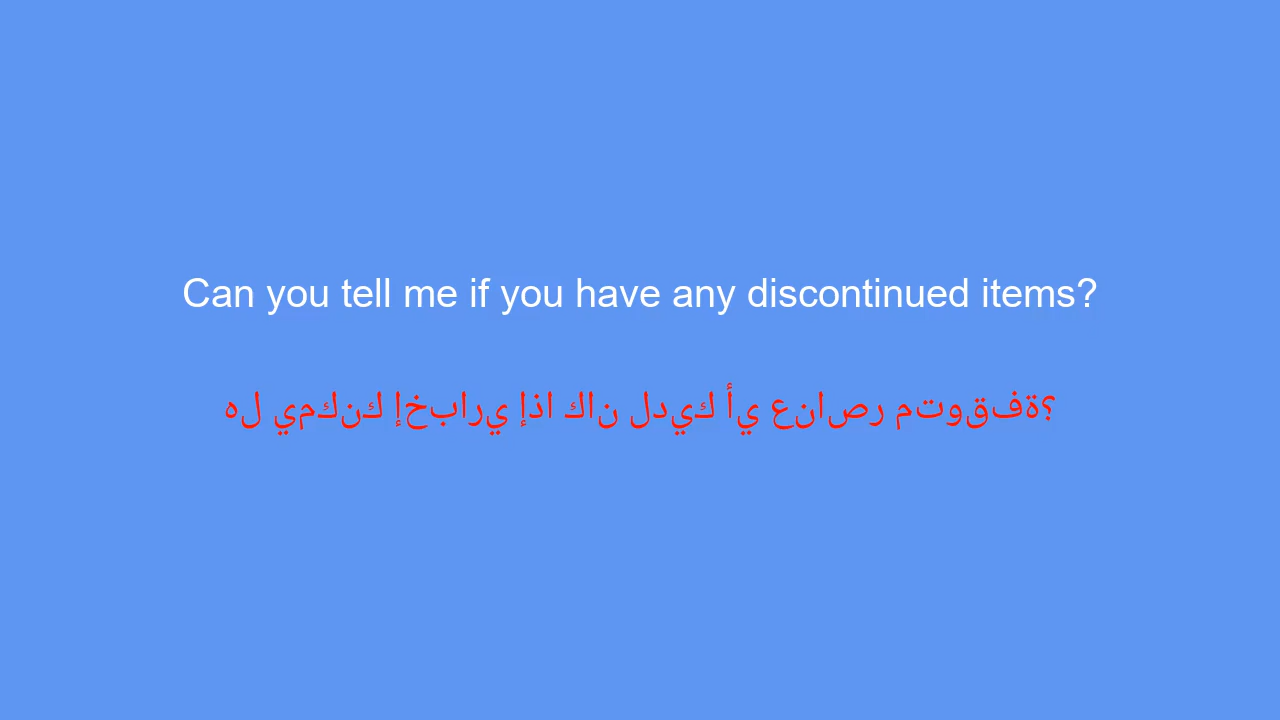 Can you tell me if you have any discontinued items?
هل يمكنك إخباري إذا كان لديك أي عناصر متوقفة؟